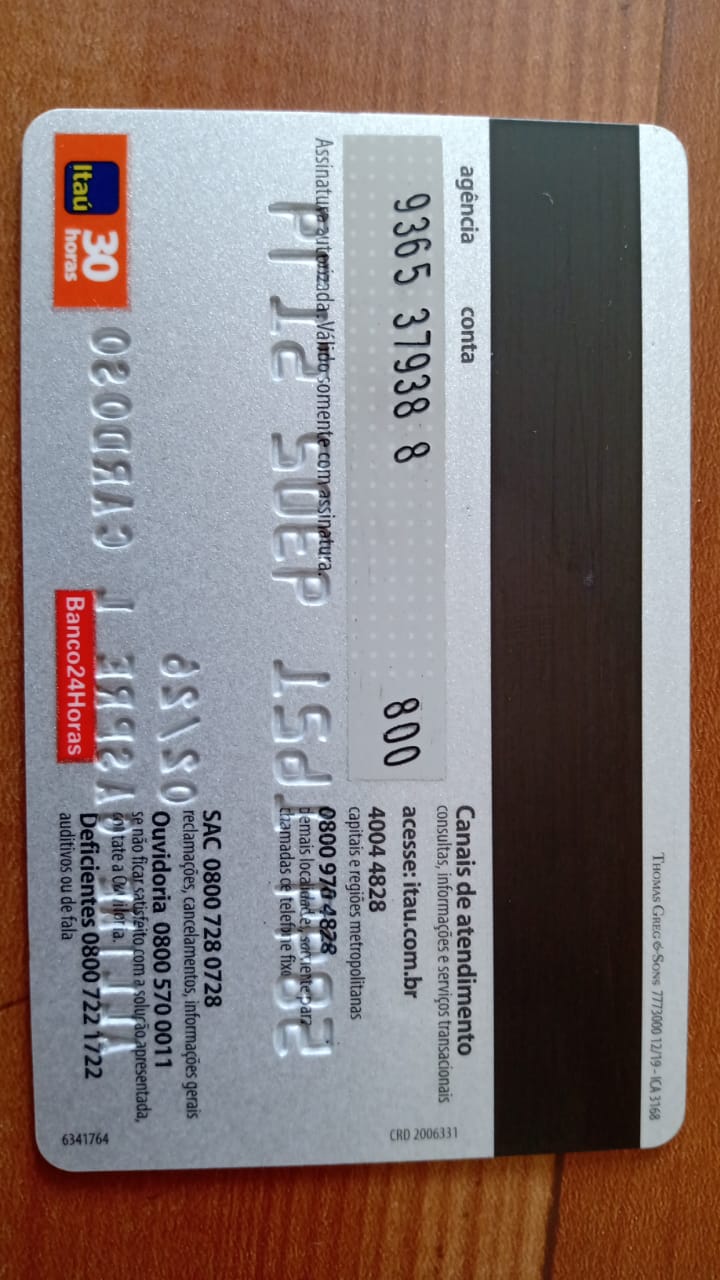 THOMAS GREG & SONS 7773000 12/19 - ICA 3168
agência conta
9365 37938 8 800
Assinatura autorizada. Válido somente com assinatura.
Canais de atendimento
consultas, informações e serviços transacionais
acesse: itau.com.br
4004 4828
capitais e regiões metropolitanas
0800 970 4828
demais localidades, somente para
chamadas de telefone fixo
CRD 2006331
SAC 0800 728 0728
reclamações, cancelamentos, informações gerais
Ouvidoria 0800 570 0011
se não ficar satisfeito com a solução apresentada,
contate a Ouvidoria.
Deficientes 0800 722 1722
auditivos ou de fala
Itaú
30
horas
Banco24Horas
6341764